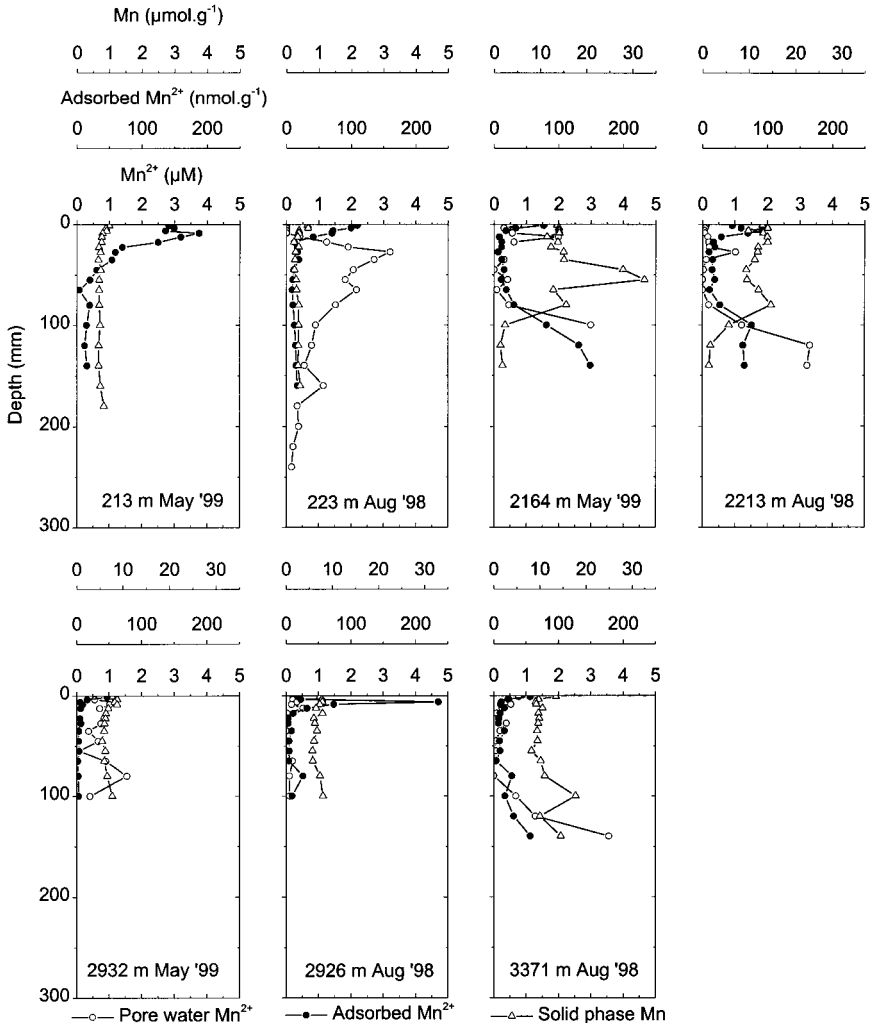 Mn (µmol.g⁻¹)
0 1 2 3 4 5 0 1 2 3 4 5 0 10 20 30 0 10 20 30
Adsorbed Mn²⁺ (nmol.g⁻¹)
0 100 200 0 100 200 0 100 200 0 100 200
Mn²⁺ (µM)
0 1 2 3 4 5 0 1 2 3 4 5 0 1 2 3 4 5 0 1 2 3 4 5
0
100
Depth (mm)
200
300
213 m May '99 223 m Aug '98 2164 m May '99 2213 m Aug '98
0 10 20 30 0 10 20 30 0 10 20 30
0 100 200 0 100 200 0 100 200
0 1 2 3 4 5 0 1 2 3 4 5 0 1 2 3 4 5
0
100
200
300
2932 m May '99 2926 m Aug '98 3371 m Aug '98
Pore water Mn²⁺ Adsorbed Mn²⁺ Solid phase Mn